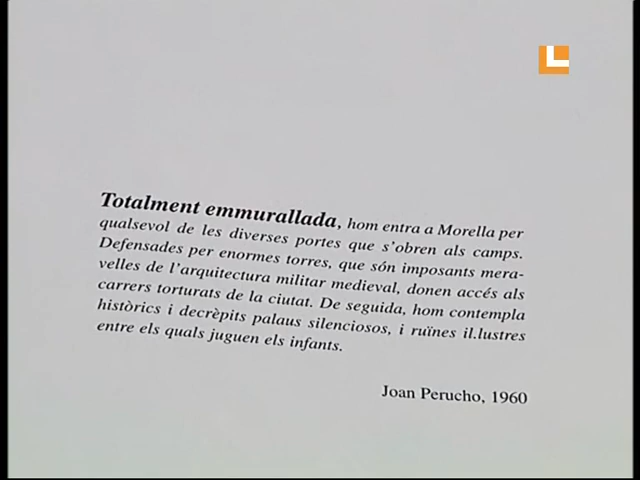 L
Totalment emmurallada, hom entra a Morella per
qualsevol de les diverses portes que s'obren als camps.
Defensades per enormes torres, que són imposants mera-
velles de l'arquitectura militar medieval, donen accés als
carrers torturats de la ciutat. De seguida, hom contempla
històrics i decrèpits palaus silenciosos, i ruïnes il.lustres
entre els quals juguen els infants.
Joan Perucho, 1960